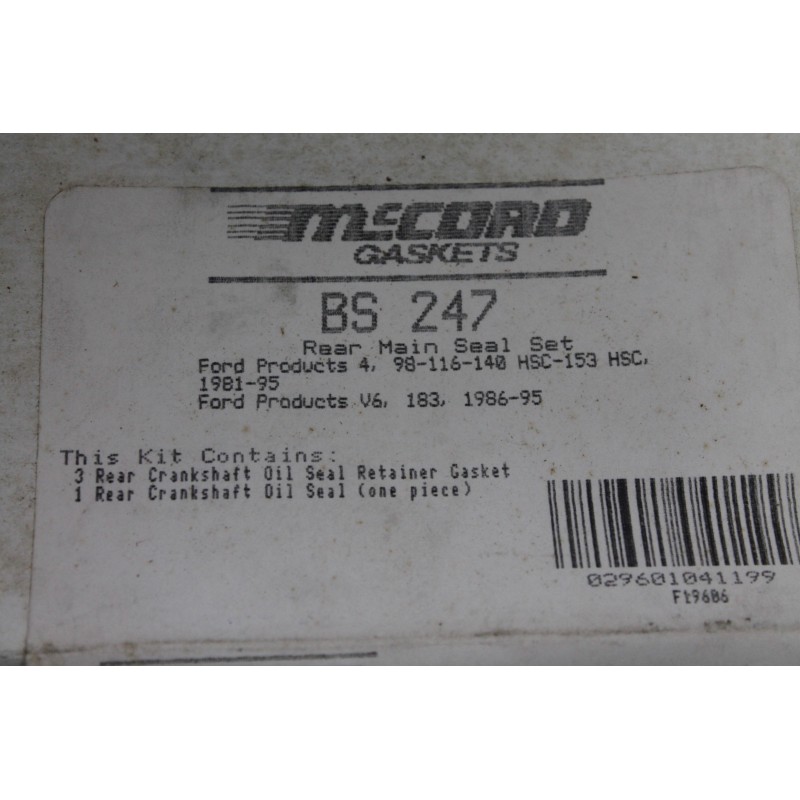 McCORD
GASKETS
BS 247
Rear Main Seal Set
Ford Products 4, 98-116-140 HSC-153 HSC,
1981-95
Ford Products V6, 183, 1986-95
This Kit Contains:
3 Rear Crankshaft Oil Seal Retainer Gasket
1 Rear Crankshaft Oil Seal (one piece)
029601041199
F19686